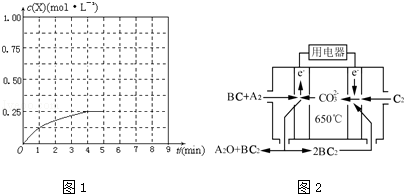 c(X)(mol·L⁻¹)
1.00
0.75
0.50
0.25
0 1 2 3 4 5 6 7 8 9 t(min)
图1
用电器
e⁻ e⁻
BC+A₂ CO₃²⁻ C₂
650℃
A₂O+BC₂ 2BC₂
图2